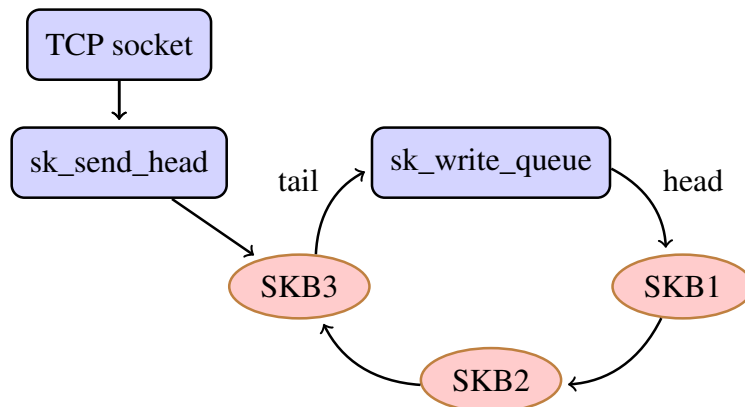 TCP socket
sk_send_head
tail
sk_write_queue
head
SKB3
SKB1
SKB2